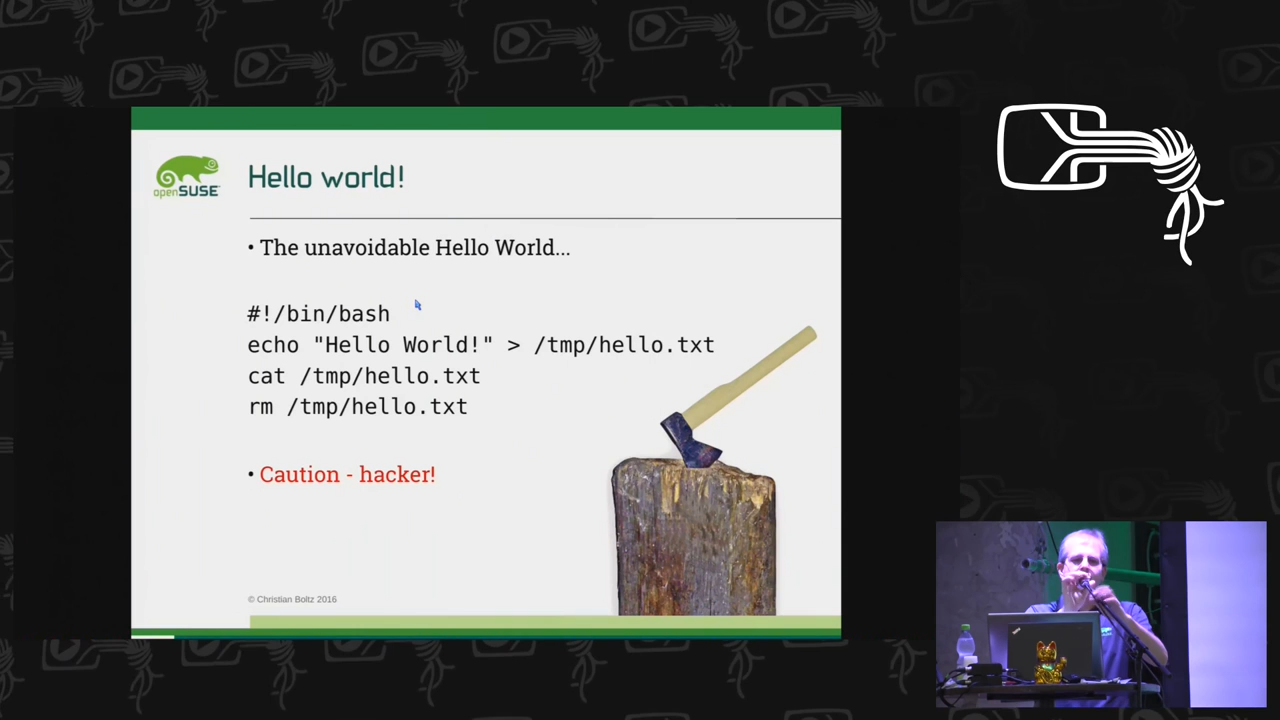 openSUSE
Hello world!
• The unavoidable Hello World...
#!/bin/bash
echo "Hello World!" > /tmp/hello.txt
cat /tmp/hello.txt
rm /tmp/hello.txt
• Caution - hacker!
© Christian Boltz 2016